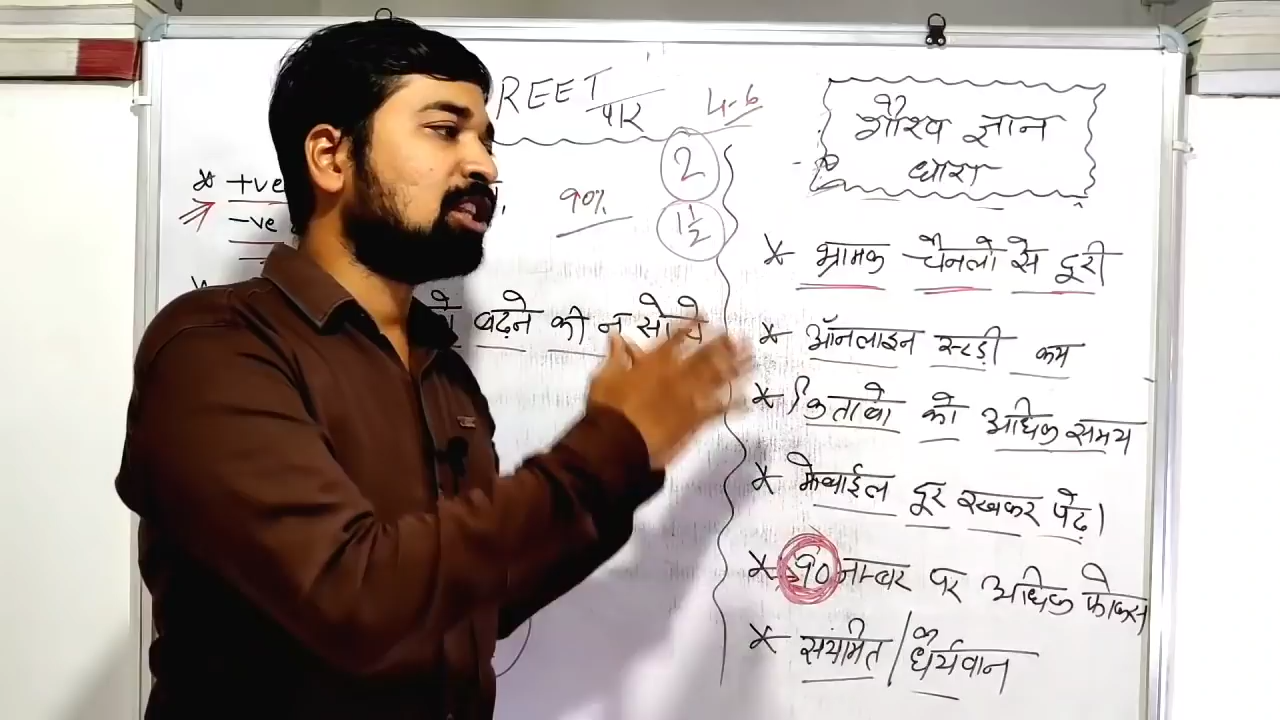 REET
पार
4-6
2
* +ve
-ve
90%
1½
बढ़ने की न सोचे
गौरव ज्ञान
धारा
* भ्रामक चैनलो से दूरी
* ऑनलाइन स्टडी कम
* किताबो को अधिक समय
* मोबाईल दूर रखकर पढ़े।
* 90 नम्बर पर अधिक फोकस
* संयमित / धैर्यवान